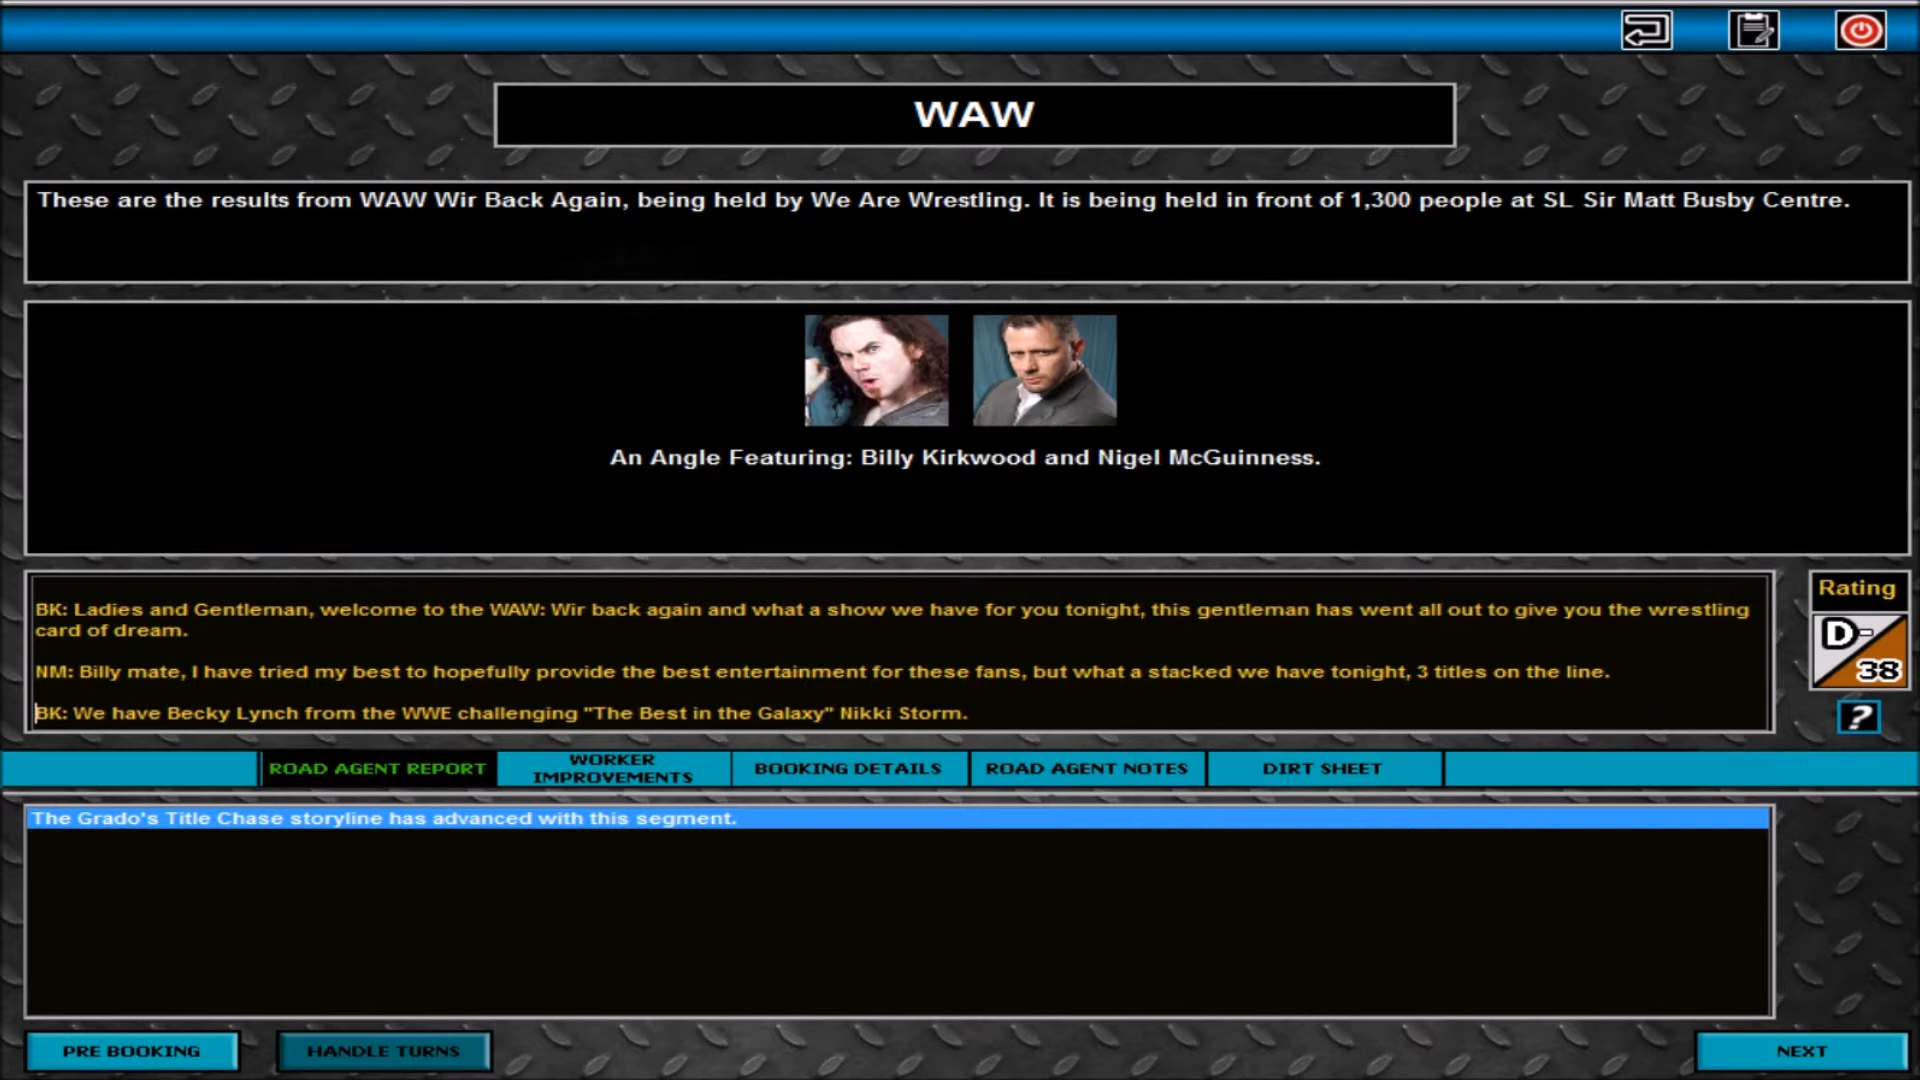 WAW
These are the results from WAW Wir Back Again, being held by We Are Wrestling. It is being held in front of 1,300 people at SL Sir Matt Busby Centre.
An Angle Featuring: Billy Kirkwood and Nigel McGuinness.
BK: Ladies and Gentleman, welcome to the WAW: Wir back again and what a show we have for you tonight, this gentleman has went all out to give you the wrestling
card of dream.
NM: Billy mate, I have tried my best to hopefully provide the best entertainment for these fans, but what a stacked we have tonight, 3 titles on the line.
BK: We have Becky Lynch from the WWE challenging "The Best in the Galaxy" Nikki Storm.
Rating
D-
38
?
ROAD AGENT REPORT
WORKER
IMPROVEMENTS
BOOKING DETAILS
ROAD AGENT NOTES
DIRT SHEET
The Grado's Title Chase storyline has advanced with this segment.
PRE BOOKING
HANDLE TURNS
NEXT